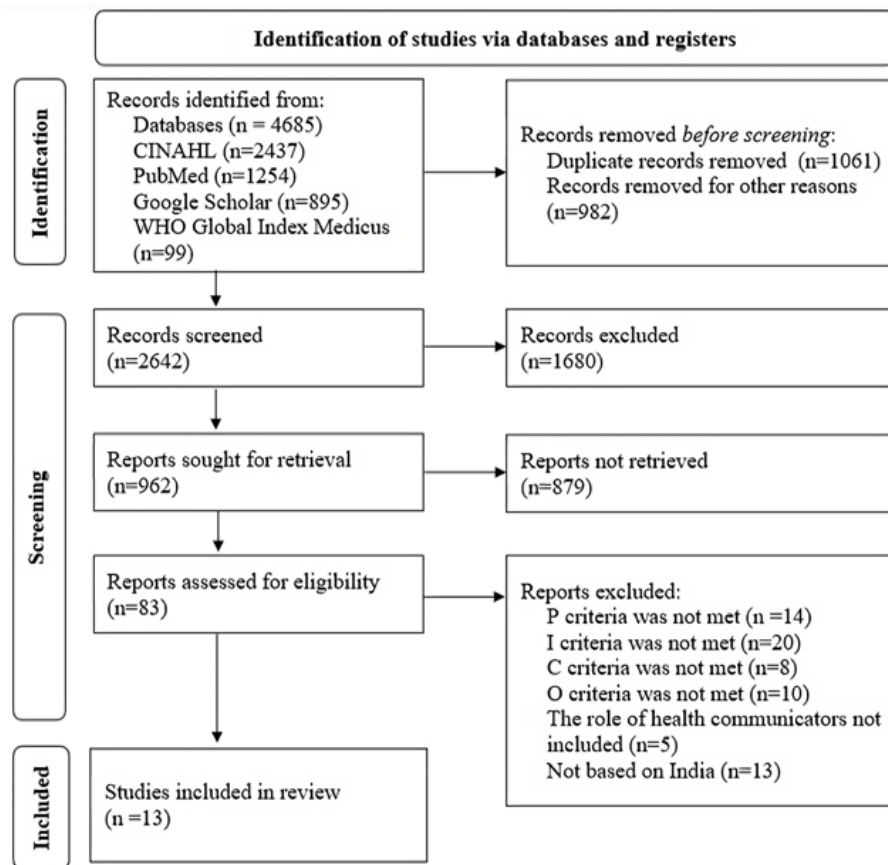 Identification of studies via databases and registers
Identification
Records identified from:
Databases (n = 4685)
CINAHL (n=2437)
PubMed (n=1254)
Google Scholar (n=895)
WHO Global Index Medicus
(n=99)
Records removed before screening:
Duplicate records removed (n=1061)
Records removed for other reasons
(n=982)
Screening
Records screened
(n=2642)
Records excluded
(n=1680)
Reports sought for retrieval
(n=962)
Reports not retrieved
(n=879)
Reports assessed for eligibility
(n=83)
Reports excluded:
P criteria was not met (n =14)
I criteria was not met (n=20)
C criteria was not met (n=8)
O criteria was not met (n=10)
The role of health communicators not
included (n=5)
Not based on India (n=13)
Included
Studies included in review
(n =13)